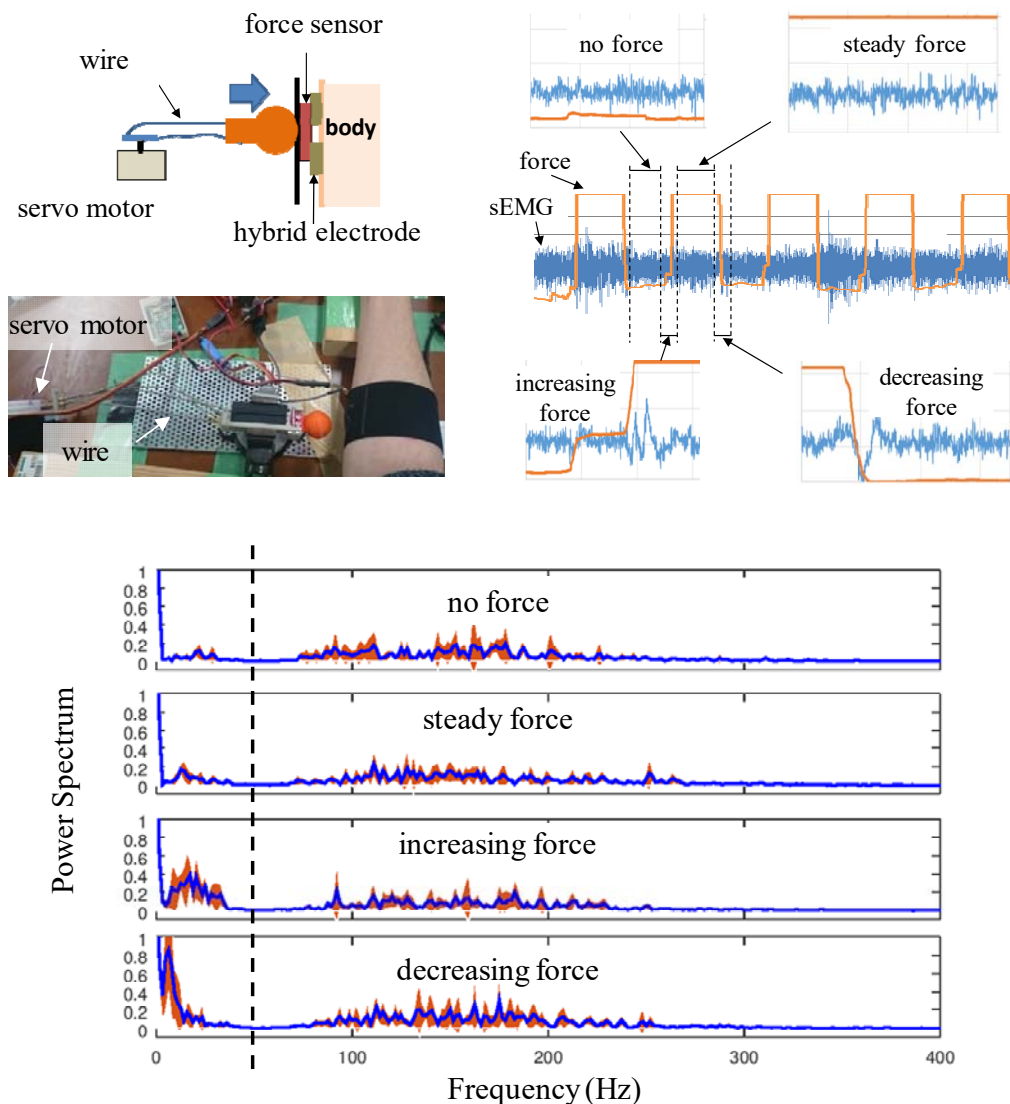 force sensor
wire
body
servo motor
hybrid electrode
no force
steady force
force
sEMG
increasing
force
decreasing
force
servo motor
wire
Power Spectrum
1
0.8
0.6
0.4
0.2
0
no force
1
0.8
0.6
0.4
0.2
0
steady force
1
0.8
0.6
0.4
0.2
0
increasing force
1
0.8
0.6
0.4
0.2
0
decreasing force
0
100
200
300
400
Frequency (Hz)